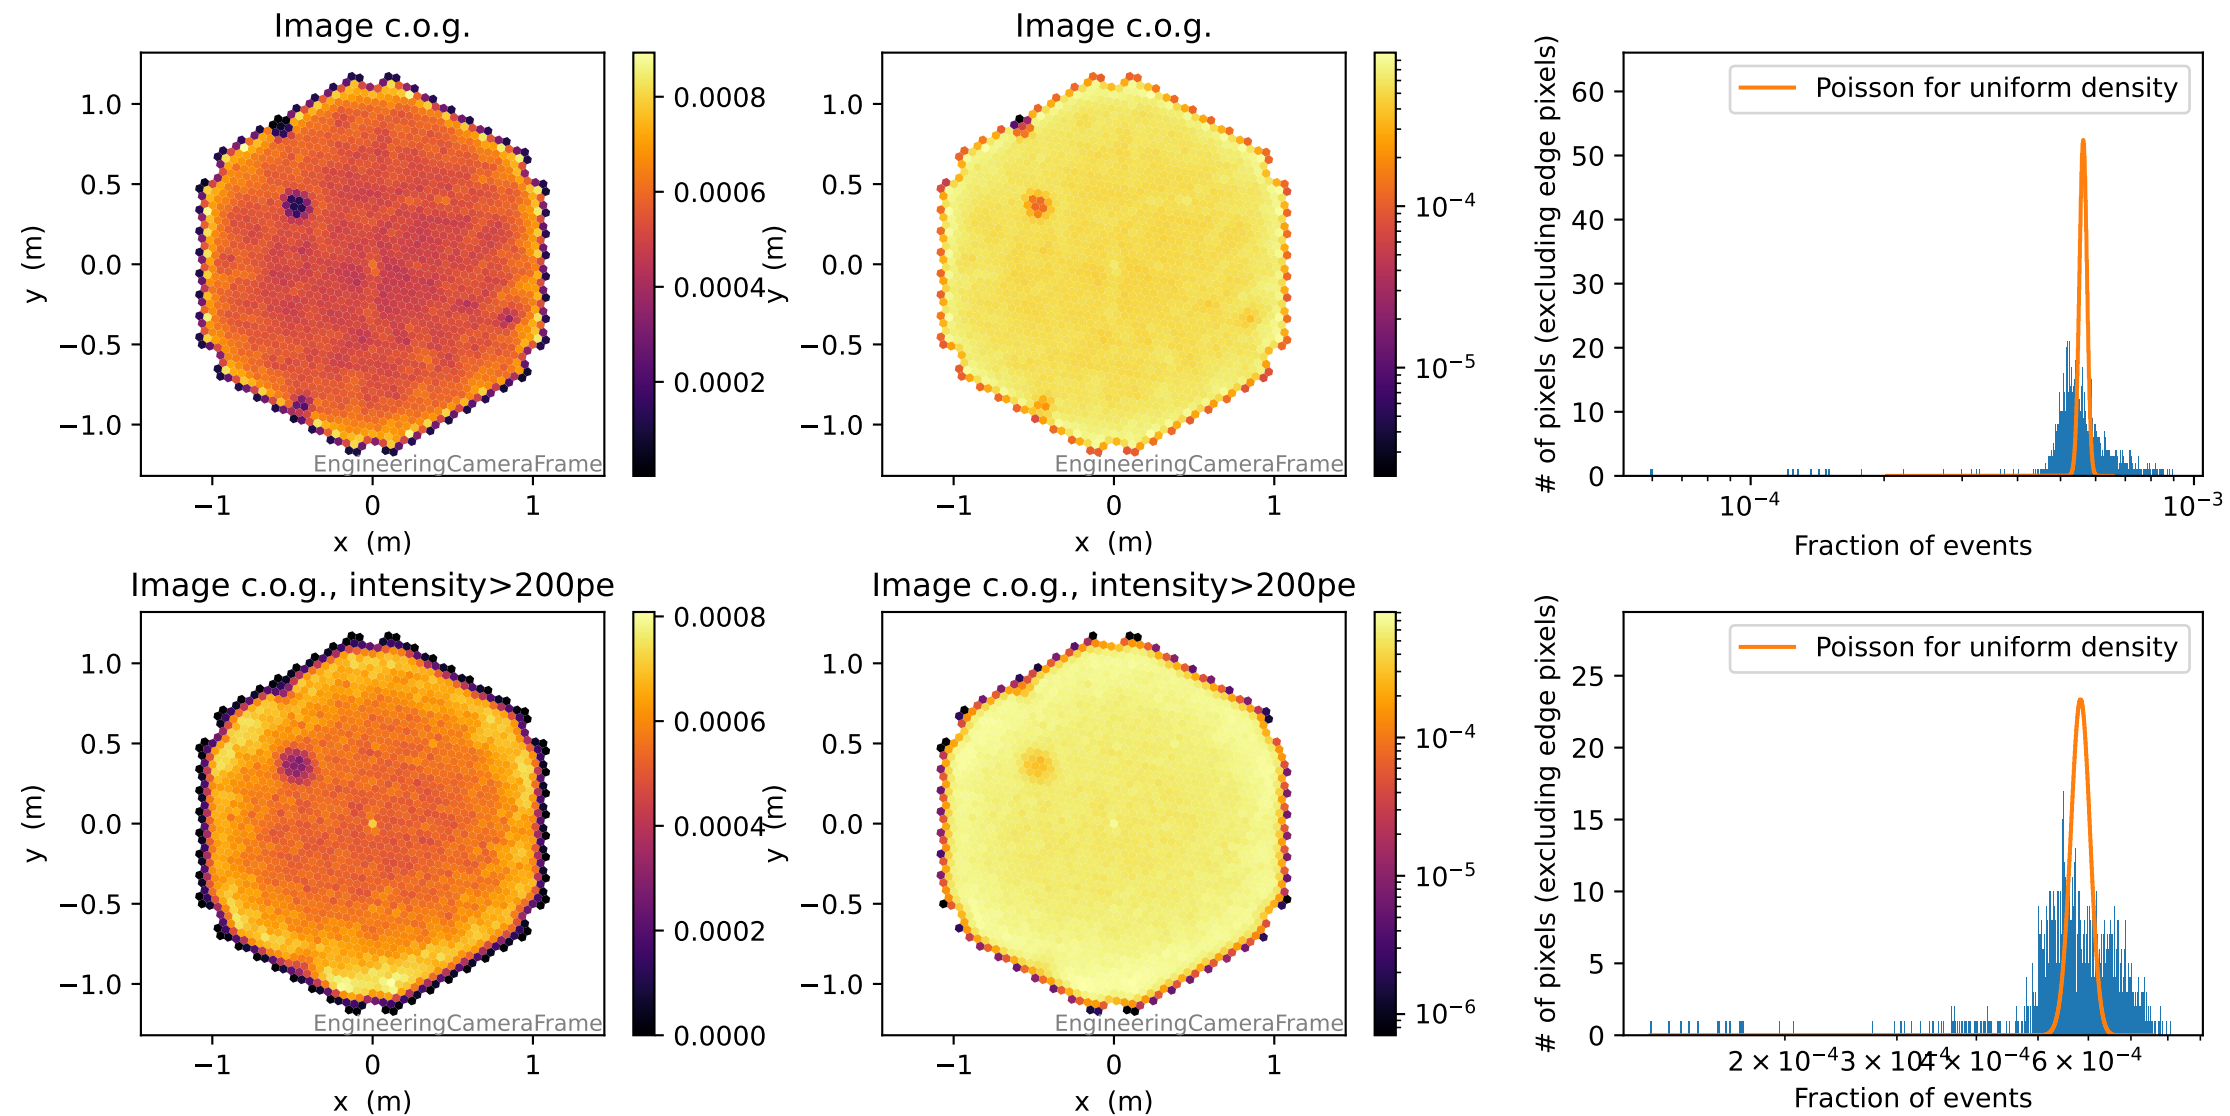 Image c.o.g.
1.0
0.5
0.0
−0.5
−1.0
y (m)
−1
0
1
x (m)
EngineeringCameraFrame
0.0008
0.0006
0.0004
0.0002
Image c.o.g.
1.0
0.5
0.0
−0.5
−1.0
y (m)
−1
0
1
x (m)
EngineeringCameraFrame
10⁻⁴
10⁻⁵
# of pixels (excluding edge pixels)
60
50
40
30
20
10
0
Poisson for uniform density
10⁻⁴
10⁻³
Fraction of events
Image c.o.g., intensity>200pe
1.0
0.5
0.0
−0.5
−1.0
y (m)
−1
0
1
x (m)
EngineeringCameraFrame
0.0008
0.0006
0.0004
0.0002
0.0000
Image c.o.g., intensity>200pe
1.0
0.5
0.0
−0.5
−1.0
y (m)
−1
0
1
x (m)
EngineeringCameraFrame
10⁻⁴
10⁻⁵
10⁻⁶
# of pixels (excluding edge pixels)
25
20
15
10
5
0
Poisson for uniform density
2 × 10⁻⁴
3 × 10⁻⁴
4 × 10⁻⁴
6 × 10⁻⁴
Fraction of events